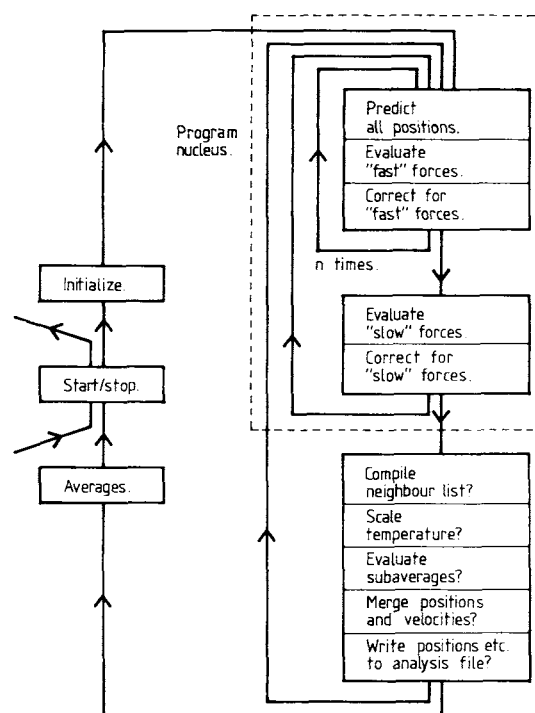 Program
nucleus.
Predict
all positions.
Evaluate
"fast" forces.
Correct for
"fast" forces.
n times.
Initialize.
Evaluate
"slow" forces.
Start/stop.
Correct for
"slow" forces.
Averages.
Compile
neighbour list?
Scale
temperature?
Evaluate
subaverages?
Merge positions
and velocities?
Write positions etc.
to analysis file?